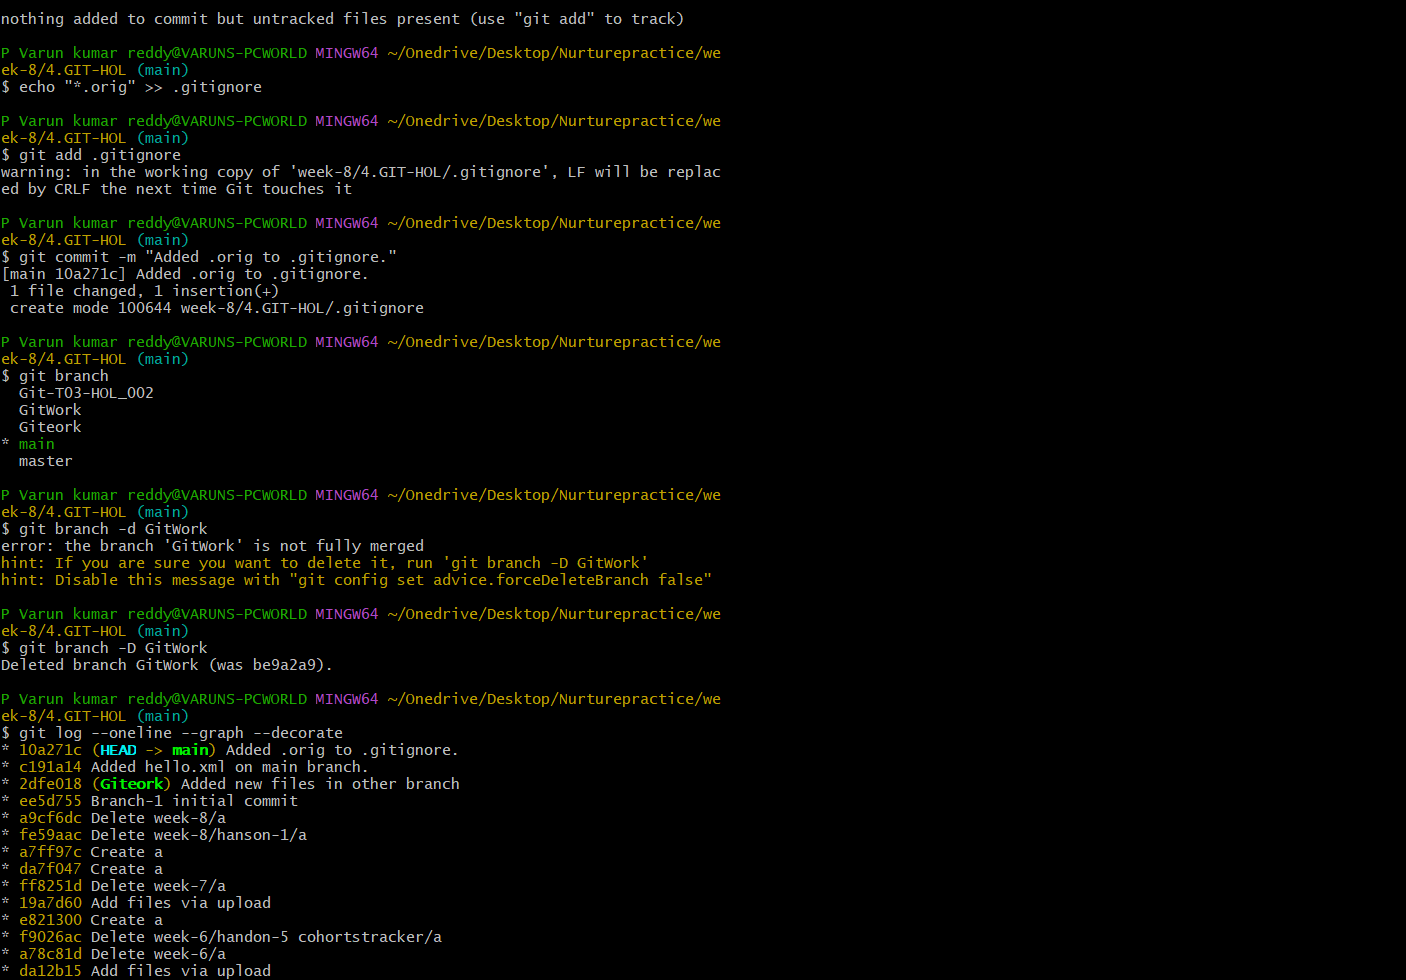 nothing added to commit but untracked files present (use "git add" to track)
P Varun kumar reddy@VARUNS-PCWORLD MINGW64 ~/Onedrive/Desktop/Nurturepractice/we
ek-8/4.GIT-HOL (main)
$ echo "*.orig" >> .gitignore
P Varun kumar reddy@VARUNS-PCWORLD MINGW64 ~/Onedrive/Desktop/Nurturepractice/we
ek-8/4.GIT-HOL (main)
$ git add .gitignore
warning: in the working copy of 'week-8/4.GIT-HOL/.gitignore', LF will be replac
ed by CRLF the next time Git touches it
P Varun kumar reddy@VARUNS-PCWORLD MINGW64 ~/Onedrive/Desktop/Nurturepractice/we
ek-8/4.GIT-HOL (main)
$ git commit -m "Added .orig to .gitignore."
[main 10a271c] Added .orig to .gitignore.
 1 file changed, 1 insertion(+)
 create mode 100644 week-8/4.GIT-HOL/.gitignore
P Varun kumar reddy@VARUNS-PCWORLD MINGW64 ~/Onedrive/Desktop/Nurturepractice/we
ek-8/4.GIT-HOL (main)
$ git branch
  Git-T03-HOL_002
  GitWork
  Giteork
* main
  master
P Varun kumar reddy@VARUNS-PCWORLD MINGW64 ~/Onedrive/Desktop/Nurturepractice/we
ek-8/4.GIT-HOL (main)
$ git branch -d GitWork
error: the branch 'GitWork' is not fully merged
hint: If you are sure you want to delete it, run 'git branch -D GitWork'
hint: Disable this message with "git config set advice.forceDeleteBranch false"
P Varun kumar reddy@VARUNS-PCWORLD MINGW64 ~/Onedrive/Desktop/Nurturepractice/we
ek-8/4.GIT-HOL (main)
$ git branch -D GitWork
Deleted branch GitWork (was be9a2a9).
P Varun kumar reddy@VARUNS-PCWORLD MINGW64 ~/Onedrive/Desktop/Nurturepractice/we
ek-8/4.GIT-HOL (main)
$ git log --oneline --graph --decorate
* 10a271c (HEAD -> main) Added .orig to .gitignore.
* c191a14 Added hello.xml on main branch.
* 2dfe018 (Giteork) Added new files in other branch
* ee5d755 Branch-1 initial commit
* a9cf6dc Delete week-8/a
* fe59aac Delete week-8/hanson-1/a
* a7ff97c Create a
* da7f047 Create a
* ff8251d Delete week-7/a
* 19a7d60 Add files via upload
* e821300 Create a
* f9026ac Delete week-6/handon-5 cohortstracker/a
* a78c81d Delete week-6/a
* da12b15 Add files via upload